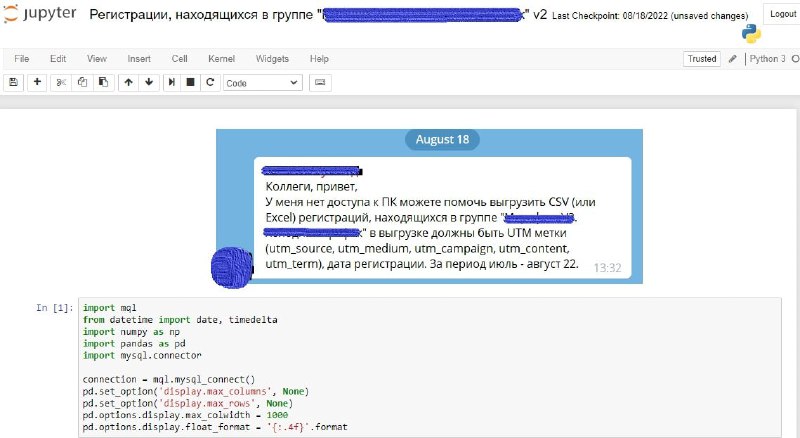 jupyter Регистрации, находящихся в группе " " v2 Last Checkpoint: 08/18/2022 (unsaved changes) Logout
File Edit View Insert Cell Kernel Widgets Help Trusted Python 3
Code
August 18
Коллеги, привет,
У меня нет доступа к ПК можете помочь выгрузить CSV (или
Excel) регистраций, находящихся в группе "
" в выгрузке должны быть UTM метки
(utm_source, utm_medium, utm_campaign, utm_content,
utm_term), дата регистрации. За период июль - август 22. 13:32
In [1]: import mql
from datetime import date, timedelta
import numpy as np
import pandas as pd
import mysql.connector
connection = mql.mysql_connect()
pd.set_option('display.max_columns', None)
pd.set_option('display.max_rows', None)
pd.options.display.max_colwidth = 1000
pd.options.display.float_format = '{:.4f}'.format